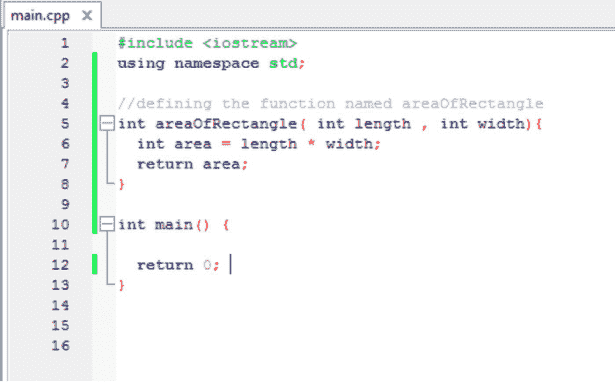 main.cpp X
1 #include <iostream>
2 using namespace std;
3
4 //defining the function named areaOfRectangle
5 int areaOfRectangle( int length , int width){
6 int area = length * width;
7 return area;
8 }
9
10 int main() {
11
12 return 0;
13 }
14
15
16